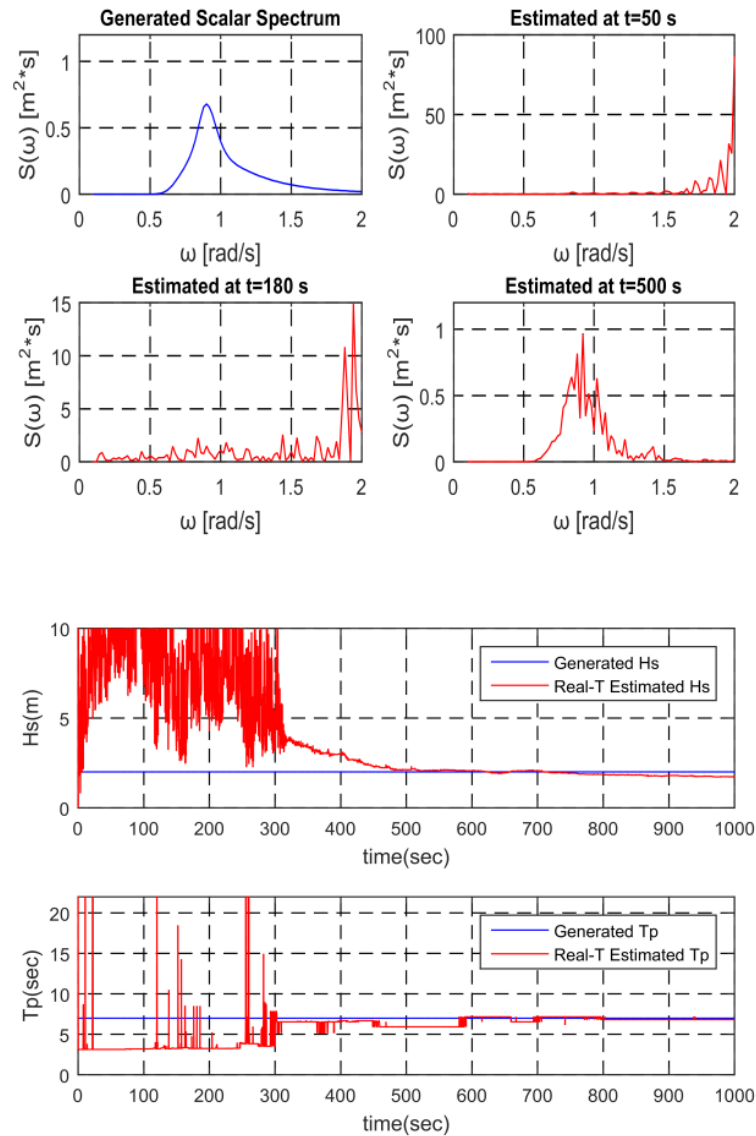 Generated Scalar Spectrum
S(ω) [m²*s]
1
0.5
0
0 0.5 1 1.5 2
ω [rad/s]
Estimated at t=50 s
S(ω) [m²*s]
100
50
0
0 0.5 1 1.5 2
ω [rad/s]
Estimated at t=180 s
S(ω) [m²*s]
15
10
5
0
0 0.5 1 1.5 2
ω [rad/s]
Estimated at t=500 s
S(ω) [m²*s]
1
0.5
0
0 0.5 1 1.5 2
ω [rad/s]
Hs(m)
10
5
0
Generated Hs
Real-T Estimated Hs
0 100 200 300 400 500 600 700 800 900 1000
time(sec)
Tp(sec)
20
15
10
5
0
Generated Tp
Real-T Estimated Tp
0 100 200 300 400 500 600 700 800 900 1000
time(sec)